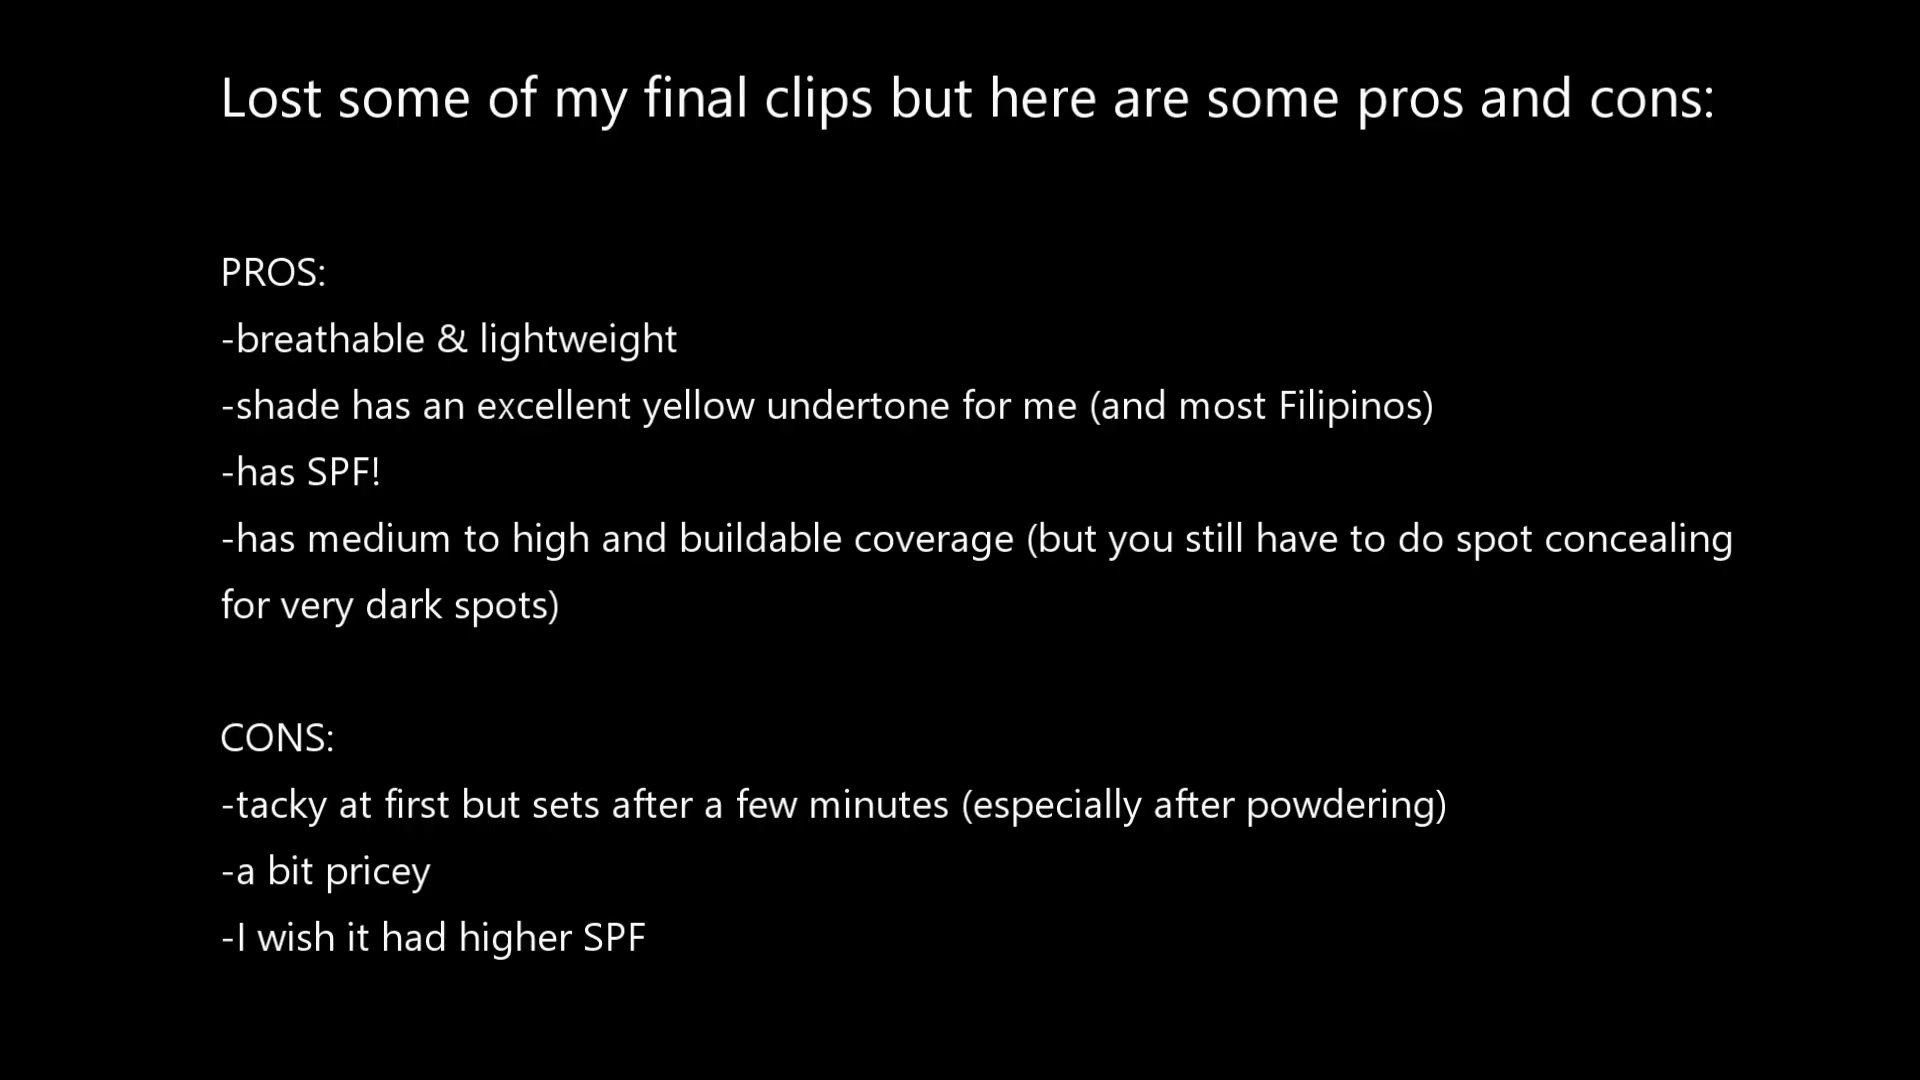 Lost some of my final clips but here are some pros and cons:
PROS:
-breathable & lightweight
-shade has an excellent yellow undertone for me (and most Filipinos)
-has SPF!
-has medium to high and buildable coverage (but you still have to do spot concealing
for very dark spots)
CONS:
-tacky at first but sets after a few minutes (especially after powdering)
-a bit pricey
-I wish it had higher SPF